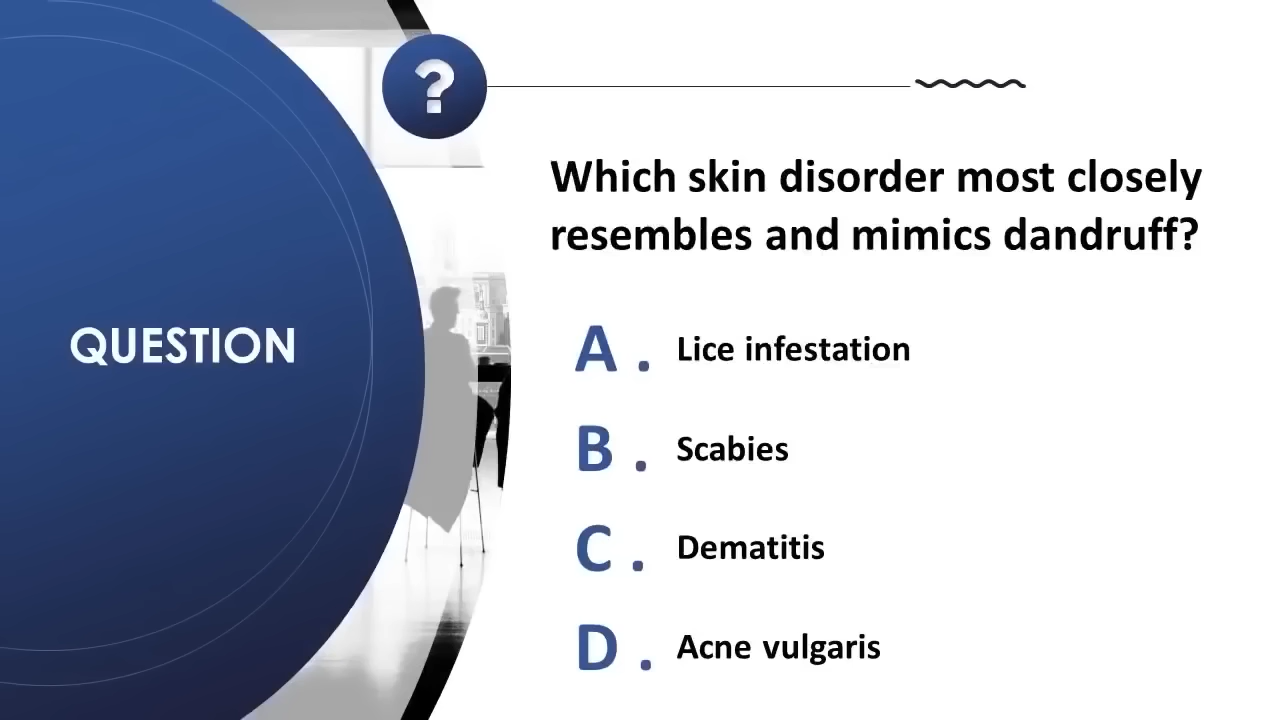 ?
QUESTION
Which skin disorder most closely
resembles and mimics dandruff?
A . Lice infestation
B . Scabies
C . Dematitis
D . Acne vulgaris